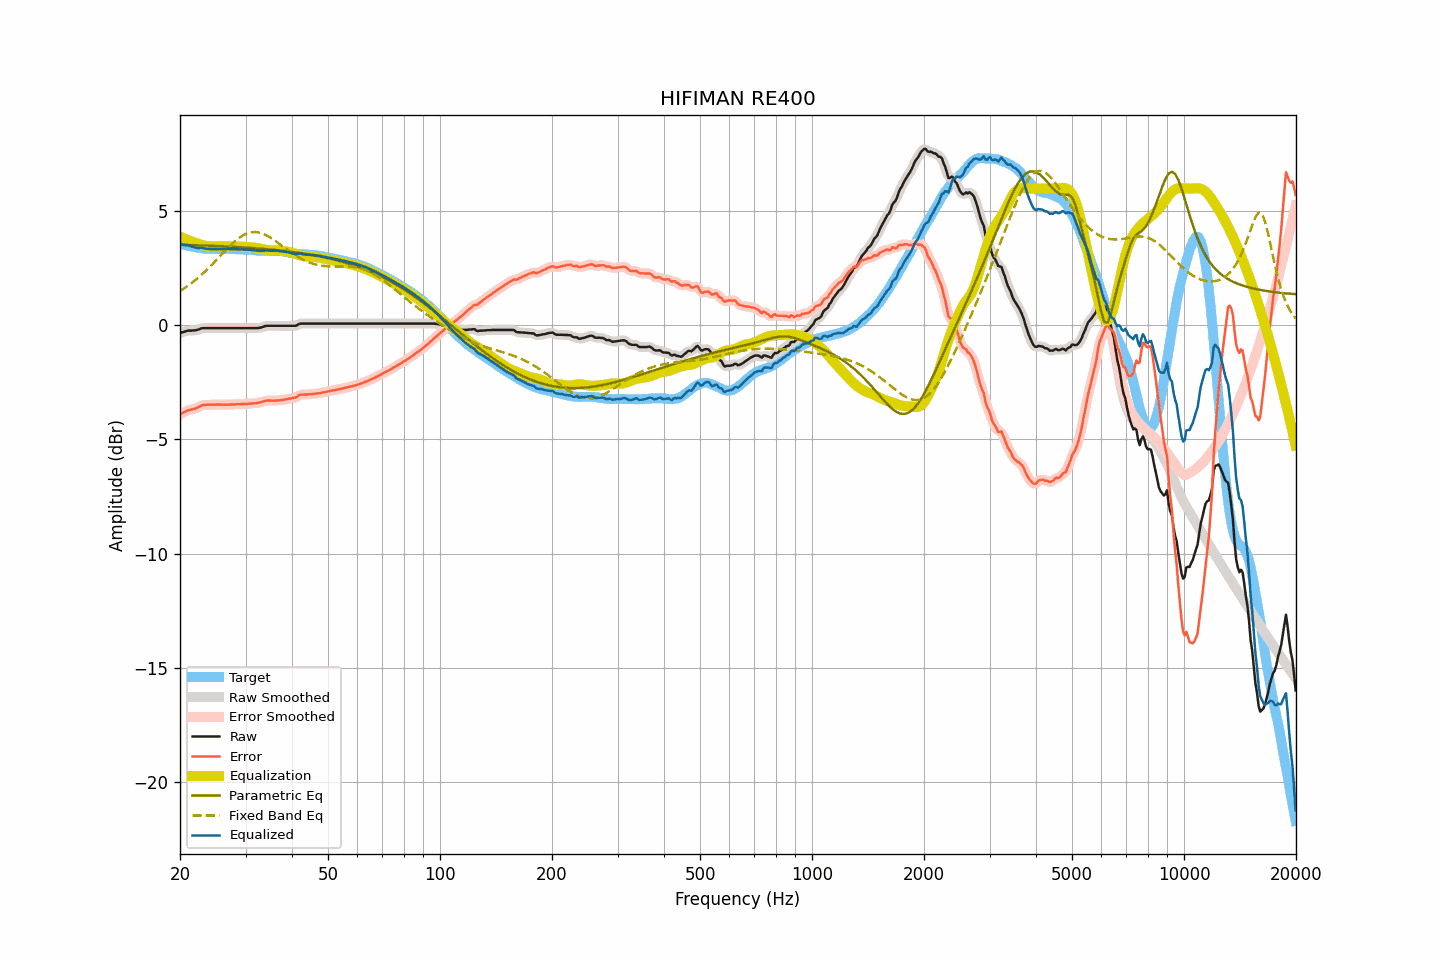 HIFIMAN RE400
Amplitude (dBr)
5
0
−5
−10
−15
−20
Target
Raw Smoothed
Error Smoothed
Raw
Error
Equalization
Parametric Eq
Fixed Band Eq
Equalized
20 50 100 200 500 1000 2000 5000 10000 20000
Frequency (Hz)